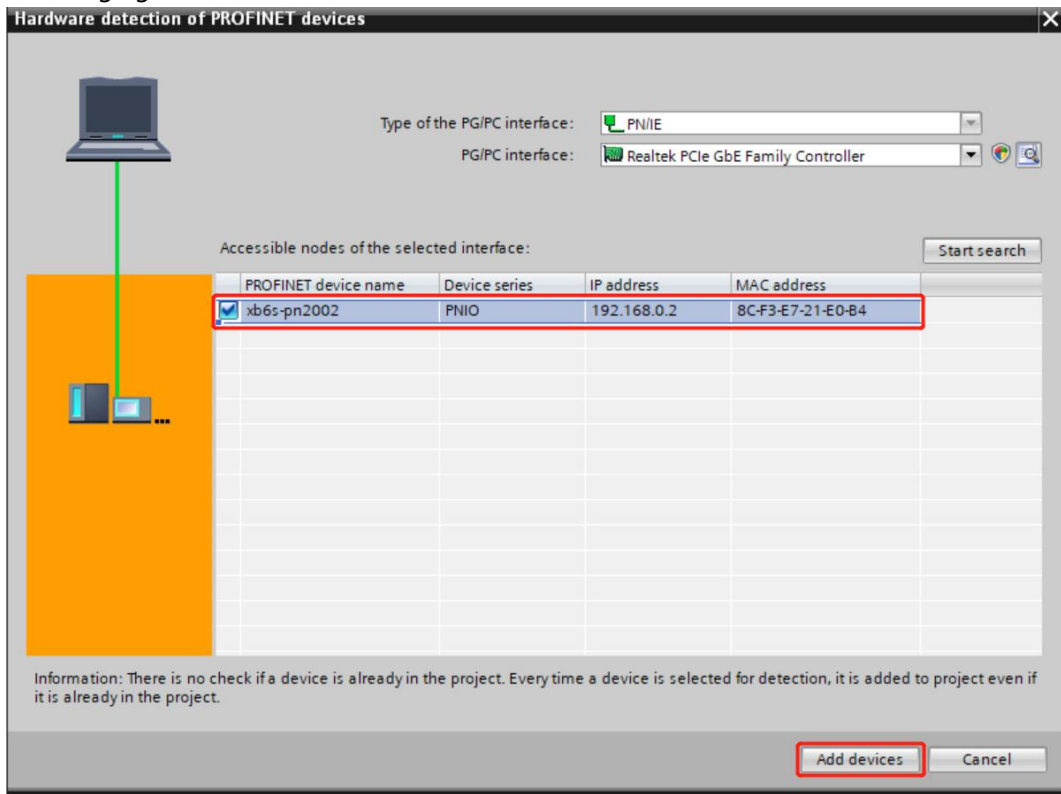 Hardware detection of PROFINET devices
Type of the PG/PC interface: PN/IE
PG/PC interface: Realtek PCIe GbE Family Controller
Accessible nodes of the selected interface:
Start search
PROFINET device name Device series IP address MAC address
xb6s-pn2002 PNIO 192.168.0.2 8C-F3-E7-21-E0-B4
Information: There is no check if a device is already in the project. Every time a device is selected for detection, it is added to project even if
it is already in the project.
Add devices Cancel